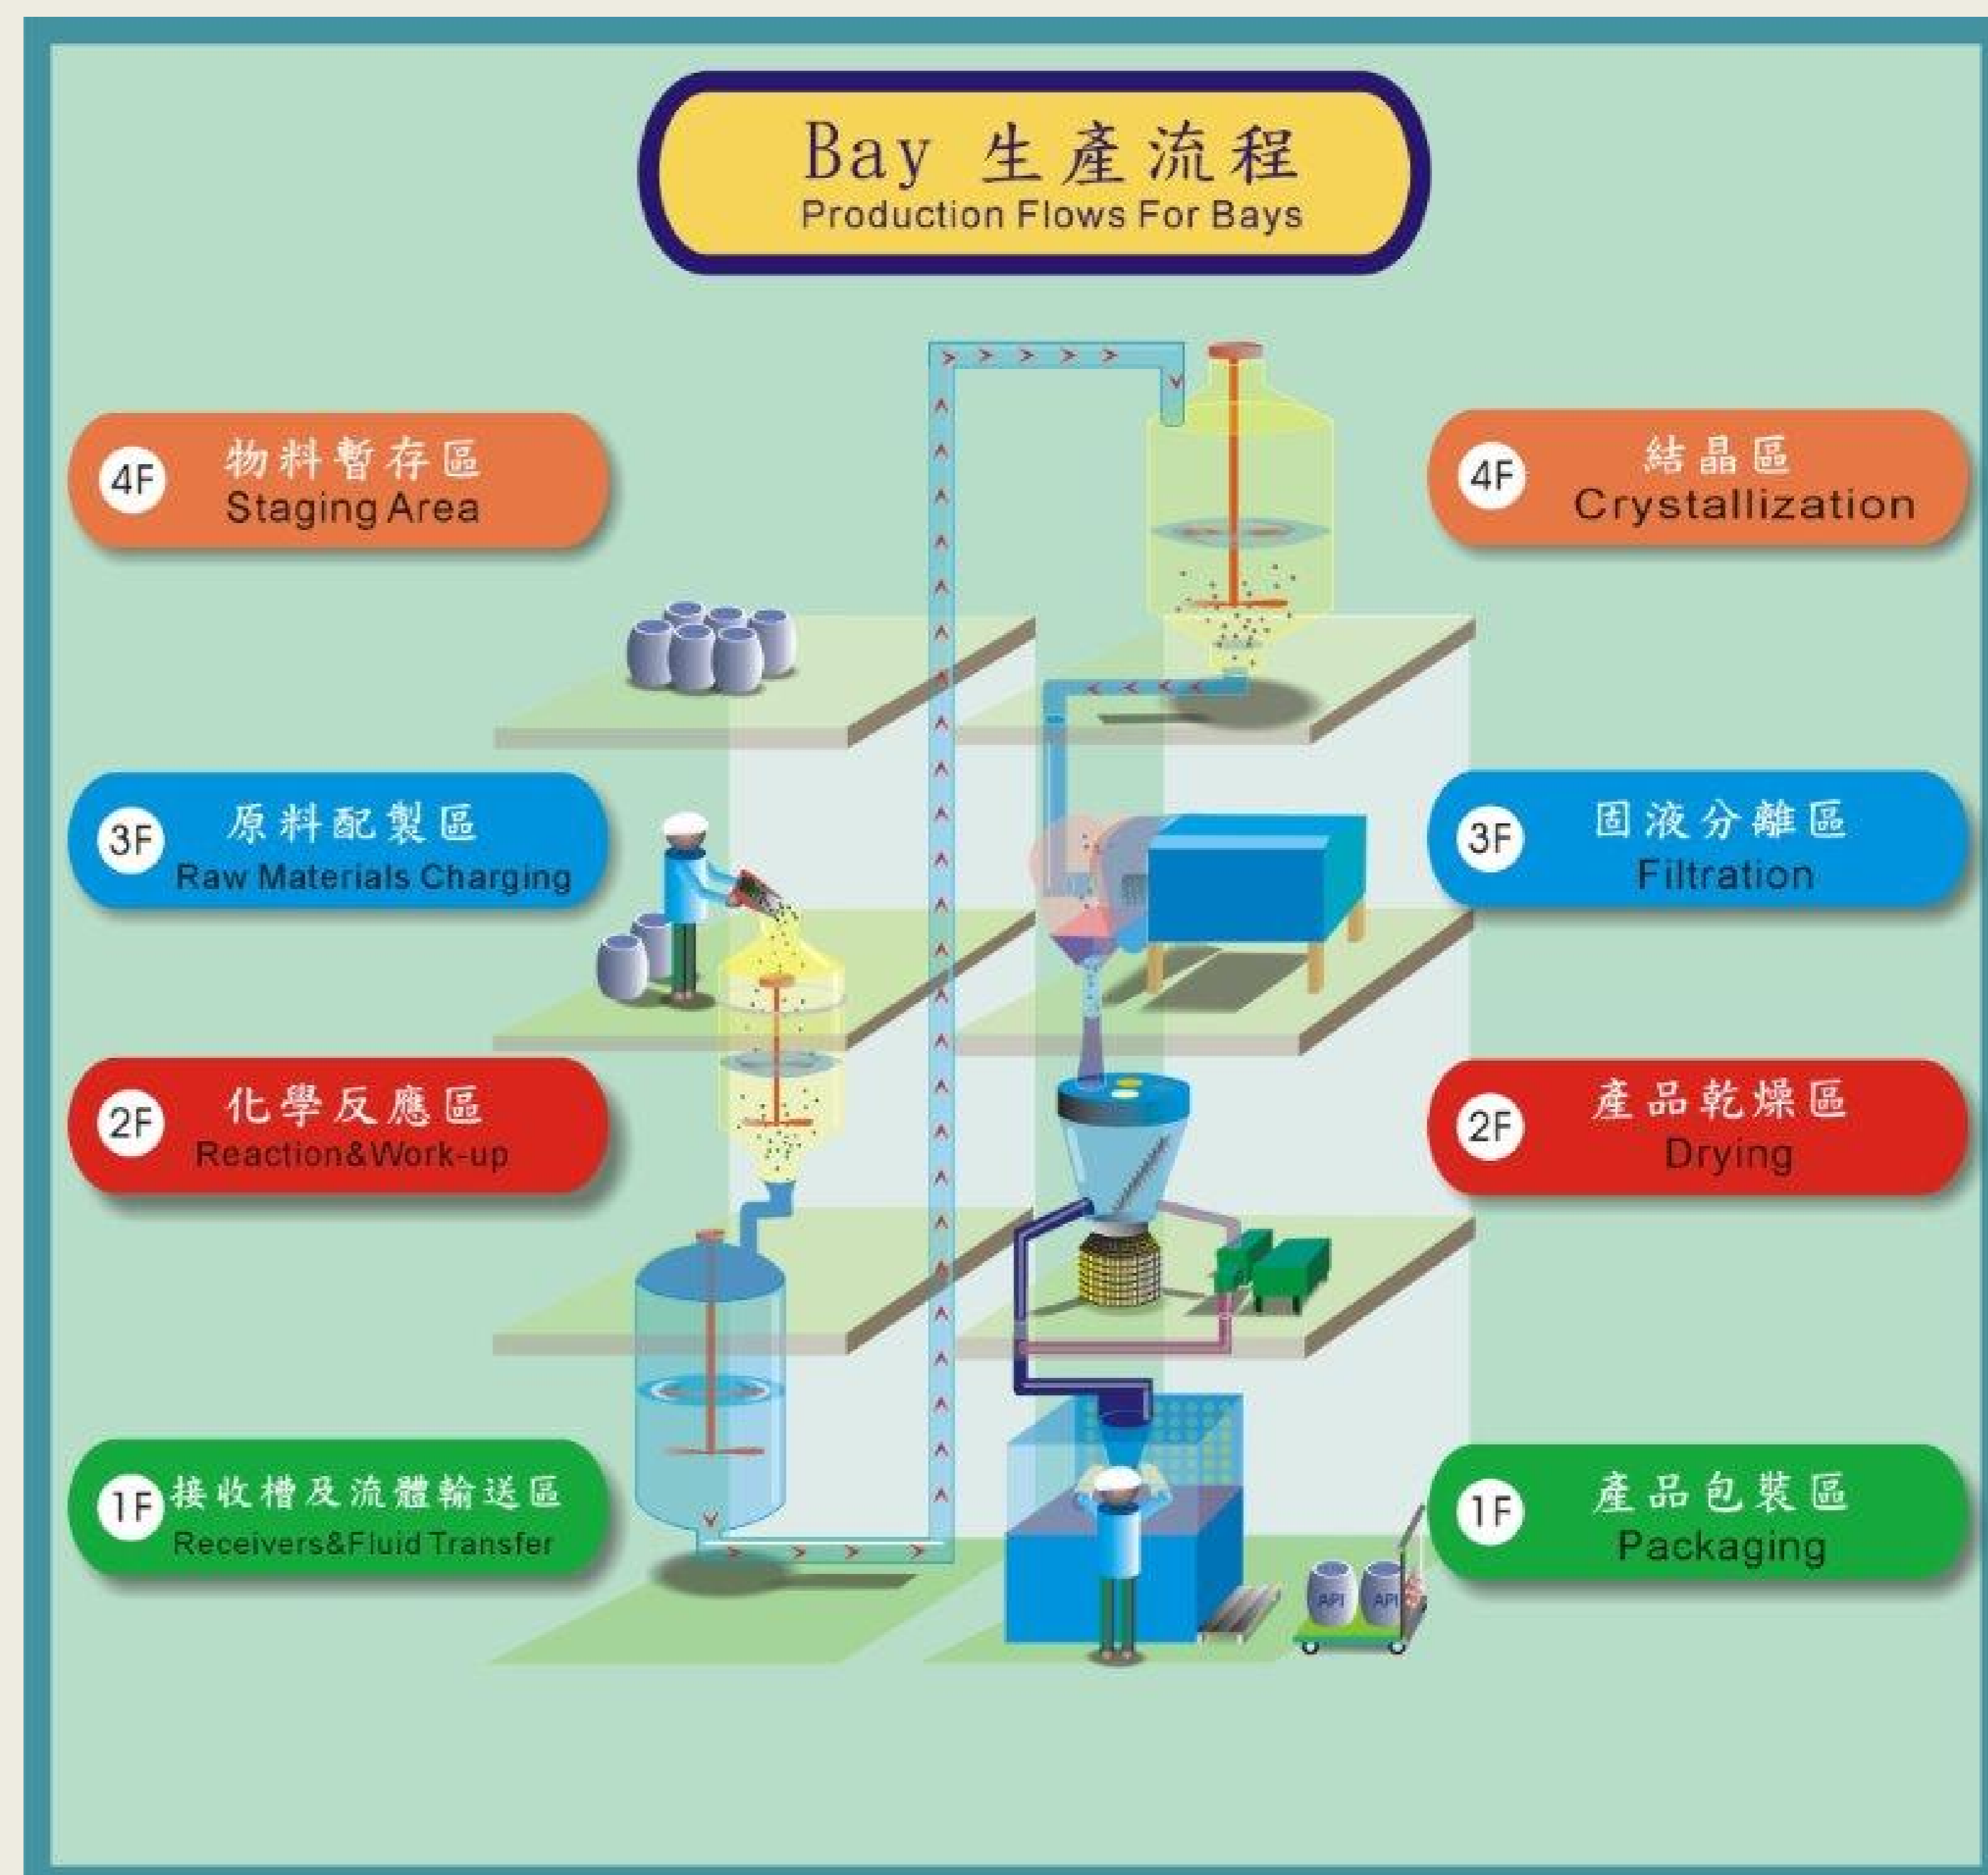 Bay 生產流程
Production Flows For Bays
4F
物料暫存區
Staging Area
4F
結晶區
Crystallization
3F
原料配製區
Raw Materials Charging
3F
固液分離區
Filtration
2F
化學反應區
Reaction&Work-up
2F
產品乾燥區
Drying
1F
接收槽及流體輸送區
Receivers&Fluid Transfer
1F
產品包裝區
Packaging
API
API